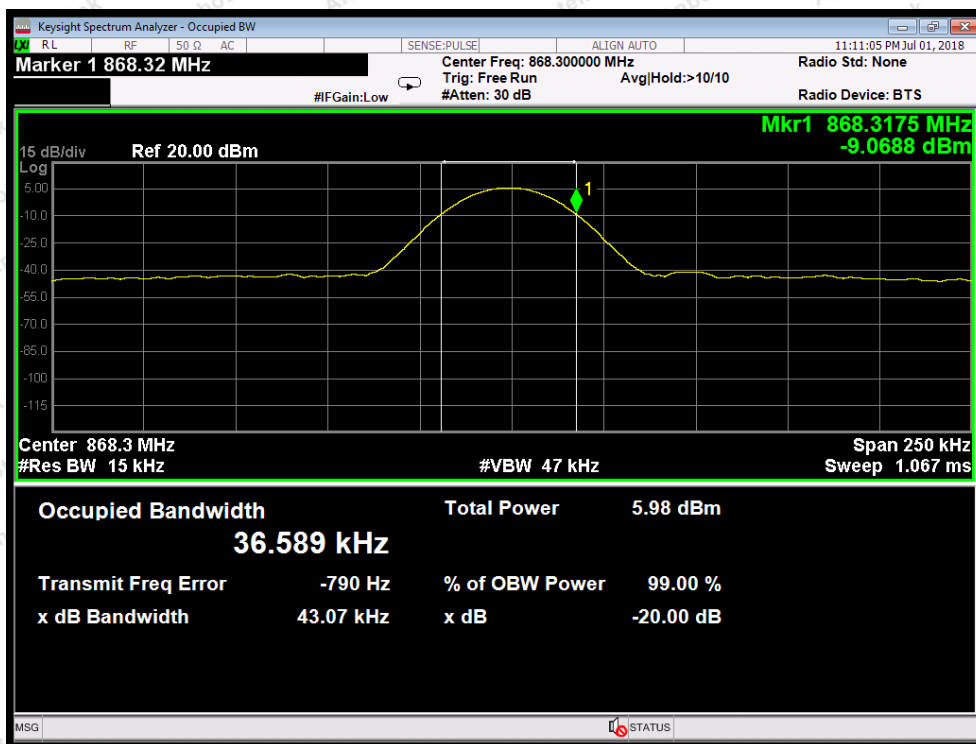 Keysight Spectrum Analyzer - Occupied BW
LXI RL RF 50 Ω AC SENSE:PULSE ALIGN AUTO 11:11:05 PM Jul 01, 2018
Marker 1 868.32 MHz
Center Freq: 868.300000 MHz Radio Std: None
Trig: Free Run Avg|Hold:>10/10
#IFGain:Low #Atten: 30 dB Radio Device: BTS
Mkr1 868.3175 MHz
15 dB/div Ref 20.00 dBm -9.0688 dBm
Log
5.00
1
-10.0
-25.0
-40.0
-55.0
-70.0
-85.0
-100
-115
Center 868.3 MHz Span 250 kHz
#Res BW 15 kHz #VBW 47 kHz Sweep 1.067 ms
Occupied Bandwidth Total Power 5.98 dBm
36.589 kHz
Transmit Freq Error -790 Hz % of OBW Power 99.00 %
x dB Bandwidth 43.07 kHz x dB -20.00 dB
MSG STATUS